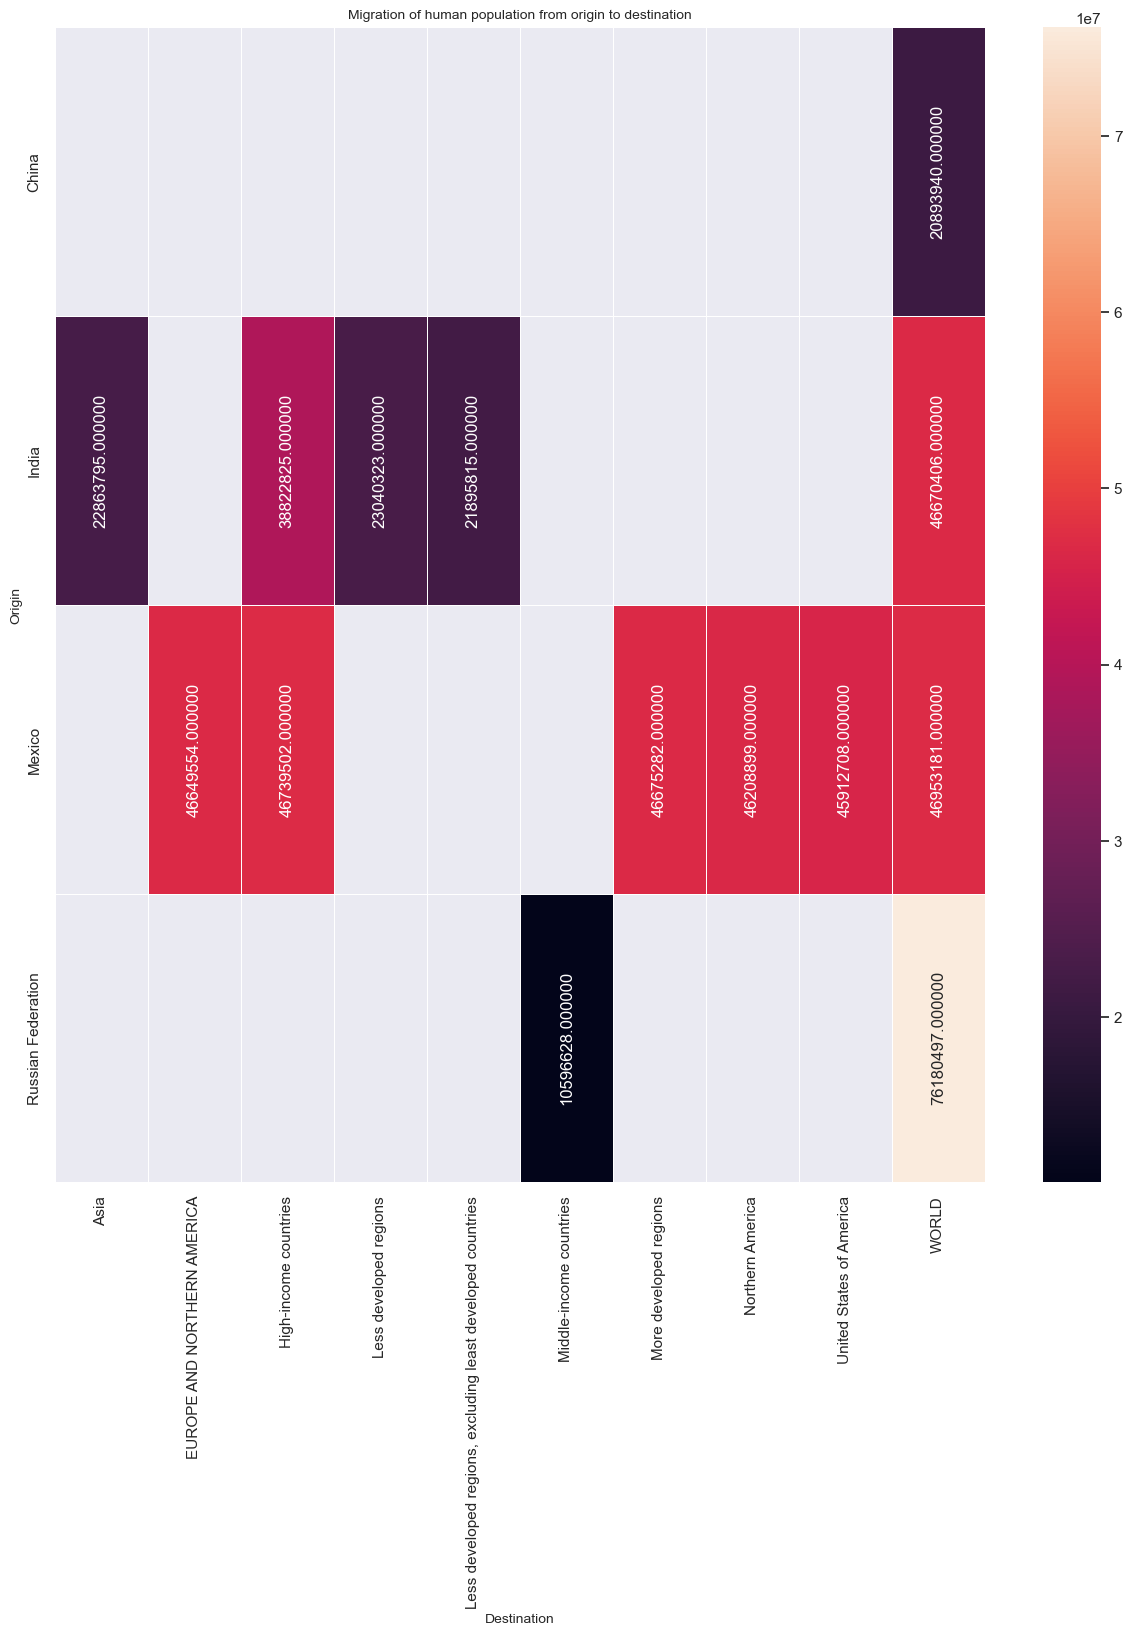 Migration of human population from origin to destination
1e7
China
India
Mexico
Russian Federation
Origin
20893940.000000
22863795.000000
38822825.000000
23040323.000000
21895815.000000
46670406.000000
46649554.000000
46739502.000000
46675282.000000
46208899.000000
45912708.000000
46953181.000000
10596628.000000
76180497.000000
7
6
5
4
3
2
Asia
EUROPE AND NORTHERN AMERICA
High-income countries
Less developed regions
Less developed regions, excluding least developed countries
Middle-income countries
More developed regions
Northern America
United States of America
WORLD
Destination